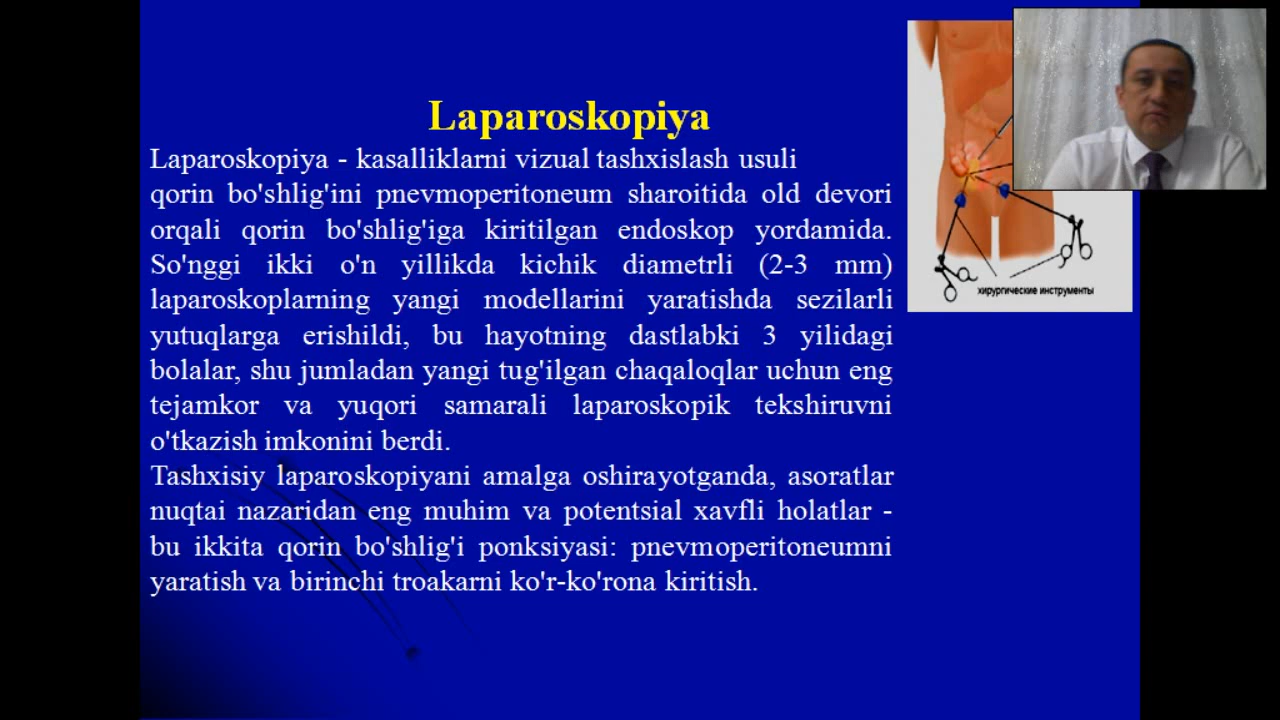 Laparoskopiya
Laparoskopiya - kasalliklarni vizual tashxislash usuli
qorin bo'shlig'ini pnevmoperitoneum sharoitida old devori
orqali qorin bo'shlig'iga kiritilgan endoskop yordamida.
So'nggi ikki o'n yillikda kichik diametrli (2-3 mm)
laparoskoplarning yangi modellarini yaratishda sezilarli
yutuqlarga erishildi, bu hayotning dastlabki 3 yilidagi
bolalar, shu jumladan yangi tug'ilgan chaqaloqlar uchun eng
tejamkor va yuqori samarali laparoskopik tekshiruvni
o'tkazish imkonini berdi.
Tashxisiy laparoskopiyani amalga oshirayotganda, asoratlar
nuqtai nazaridan eng muhim va potentsial xavfli holatlar -
bu ikkita qorin bo'shlig'i ponksiyasi: pnevmoperitoneumni
yaratish va birinchi troakarni ko'r-ko'rona kiritish.
хирургические инструменты